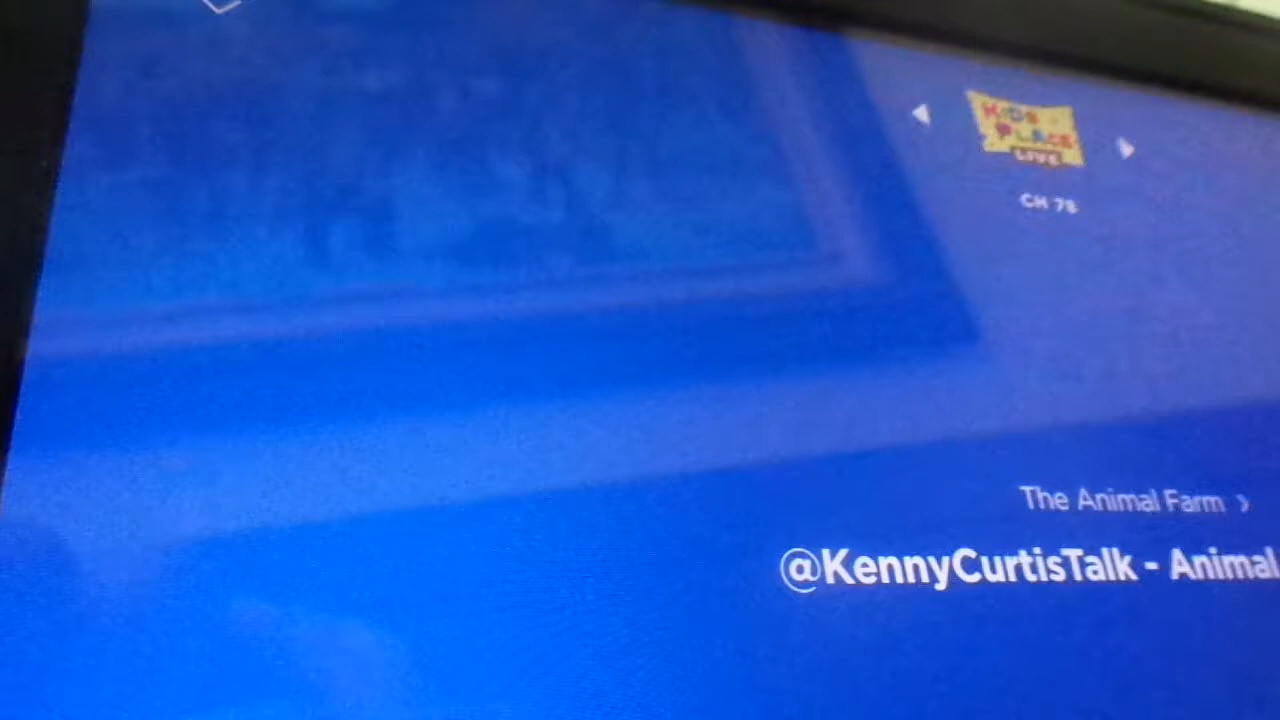 KIDS
PLACE
LIVE
CH 78
The Animal Farm
@KennyCurtisTalk - Animal